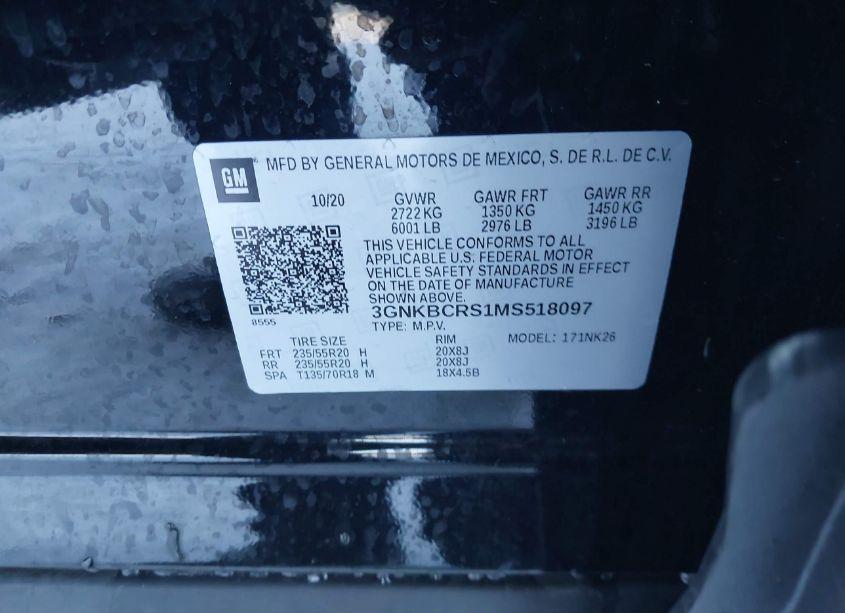 GM MFD BY GENERAL MOTORS DE MEXICO, S. DE R.L. DE C.V.
10/20 GVWR GAWR FRT GAWR RR
2722 KG 1350 KG 1450 KG
6001 LB 2976 LB 3196 LB
THIS VEHICLE CONFORMS TO ALL
APPLICABLE U.S. FEDERAL MOTOR
VEHICLE SAFETY STANDARDS IN EFFECT
ON THE DATE OF MANUFACTURE
SHOWN ABOVE.
8555 3GNKBCRS1MS518097
TYPE: M.P.V.
TIRE SIZE RIM MODEL: 171NK26
FRT 235/55R20 H 20X8J
RR 235/55R20 H 20X8J
SPA T135/70R18 M 18X4.5B